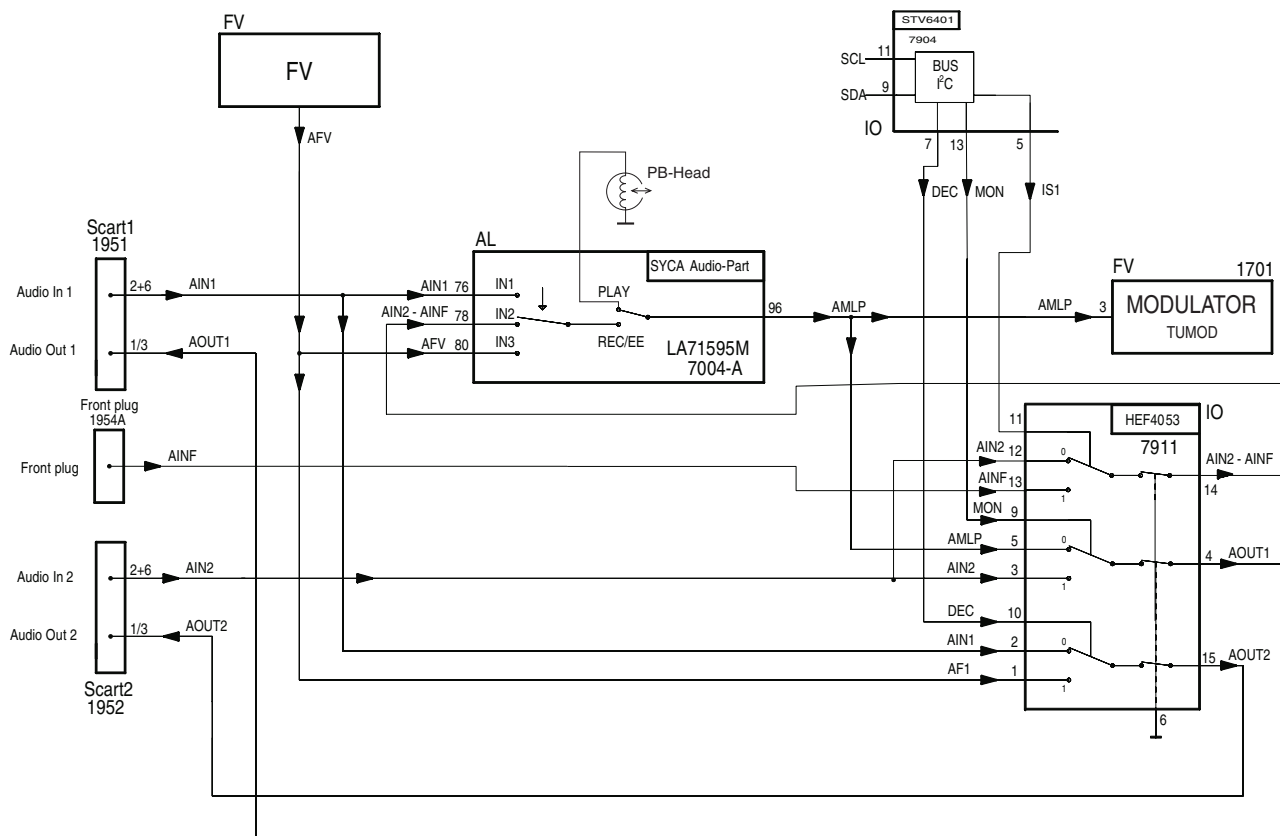 FV
FV
AFV
STV6401
7904
SCL 11
BUS
I²C
SDA 9
IO
7 13 5
DEC MON IS1
PB-Head
Scart1
1951
Audio In 1 2+6 AIN1
Audio Out 1 1/3 AOUT1
AL
SYCA Audio-Part
AIN1 76 IN1
AIN2 - AINF 78 IN2
AFV 80 IN3
PLAY
REC/EE
96 AMLP
LA71595M
7004-A
FV 1701
AMLP 3
MODULATOR
TUMOD
Front plug
1954A
Front plug AINF
HEF4053 IO
7911
11
AIN2 12 0
AINF 13 1
AIN2 - AINF
14
MON 9
AMLP 5 0
AIN2 3 1
4 AOUT1
DEC 10
AIN1 2 0
AF1 1 1
15 AOUT2
6
Audio In 2 2+6 AIN2
Audio Out 2 1/3 AOUT2
Scart2
1952